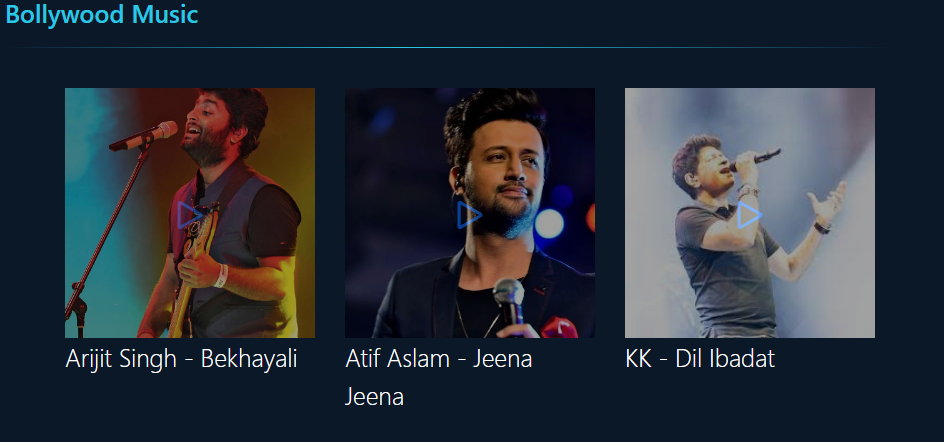 Bollywood Music
Arijit Singh - Bekhayali
Atif Aslam - Jeena
Jeena
KK - Dil Ibadat